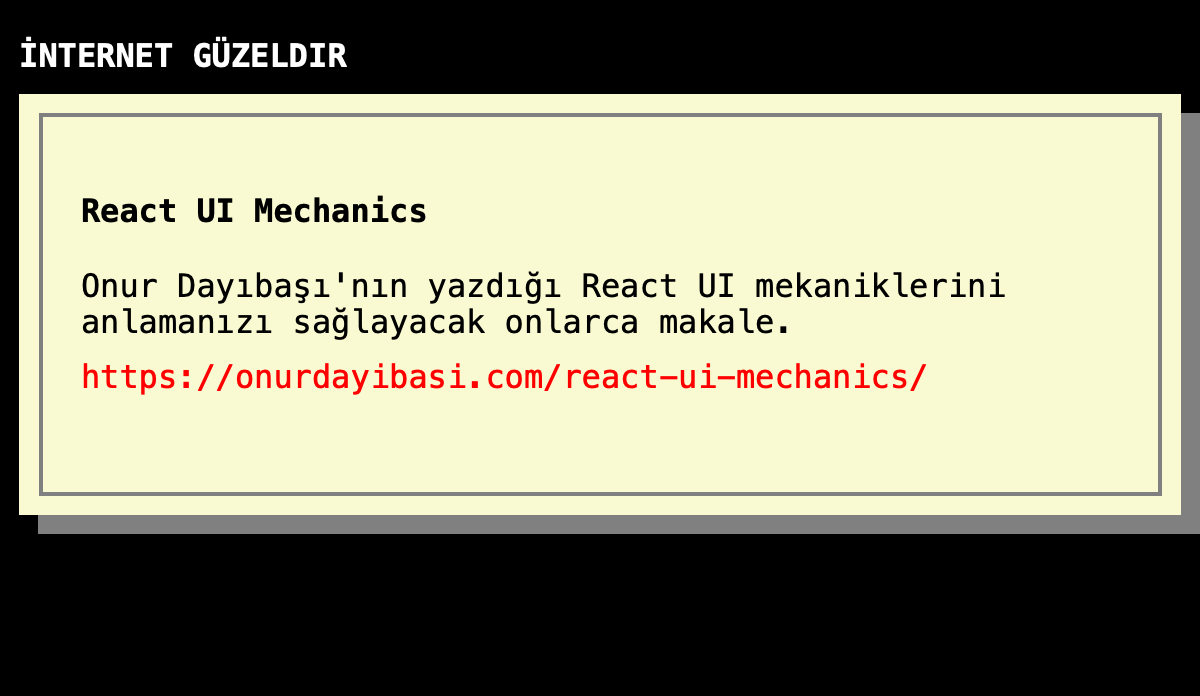 İNTERNET GÜZELDIR
React UI Mechanics
Onur Dayıbaşı'nın yazdığı React UI mekaniklerini
anlamanızı sağlayacak onlarca makale.
https://onurdayibasi.com/react-ui-mechanics/